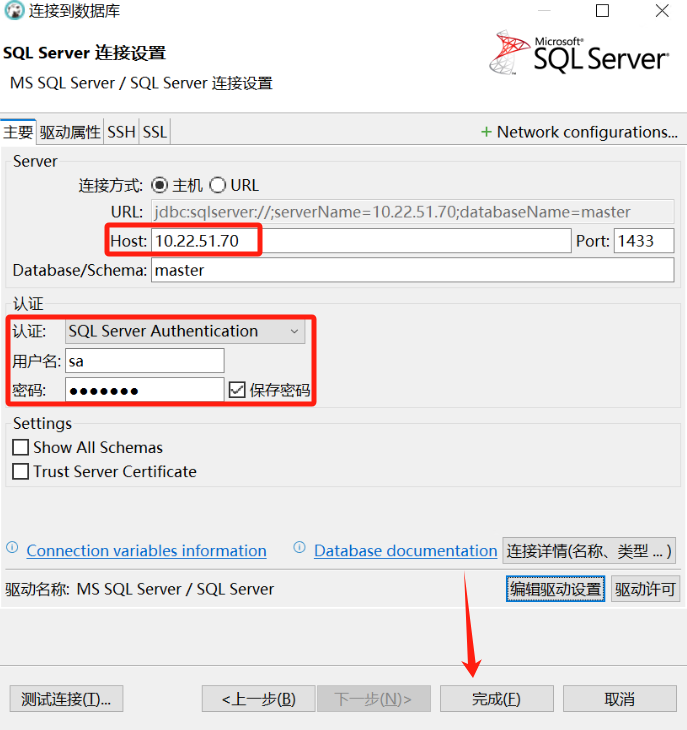 连接到数据库
SQL Server 连接设置
MS SQL Server / SQL Server 连接设置
Microsoft®
SQL Server®
主要 驱动属性 SSH SSL + Network configurations...
Server
连接方式: 主机 URL
URL: jdbc:sqlserver://;serverName=10.22.51.70;databaseName=master
Host: 10.22.51.70 Port: 1433
Database/Schema: master
认证
认证: SQL Server Authentication
用户名: sa
密码: ●●●●●●● 保存密码
Settings
Show All Schemas
Trust Server Certificate
Connection variables information Database documentation 连接详情(名称、类型 ... )
驱动名称: MS SQL Server / SQL Server 编辑驱动设置 驱动许可
测试连接(T)... <上一步(B) 下一步(N)> 完成(F) 取消